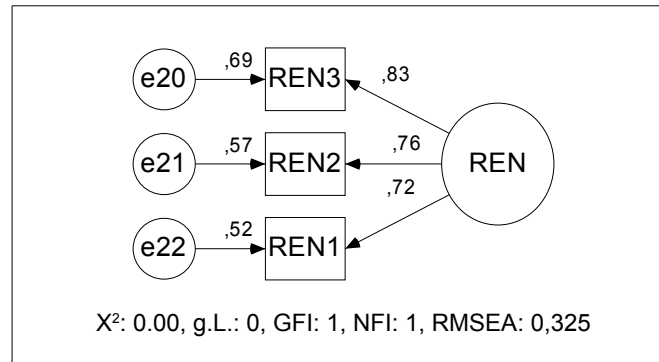 e20 ,69 REN3 ,83
e21 ,57 REN2 ,76 REN
e22 ,52 REN1 ,72
X²: 0.00, g.L.: 0, GFI: 1, NFI: 1, RMSEA: 0,325